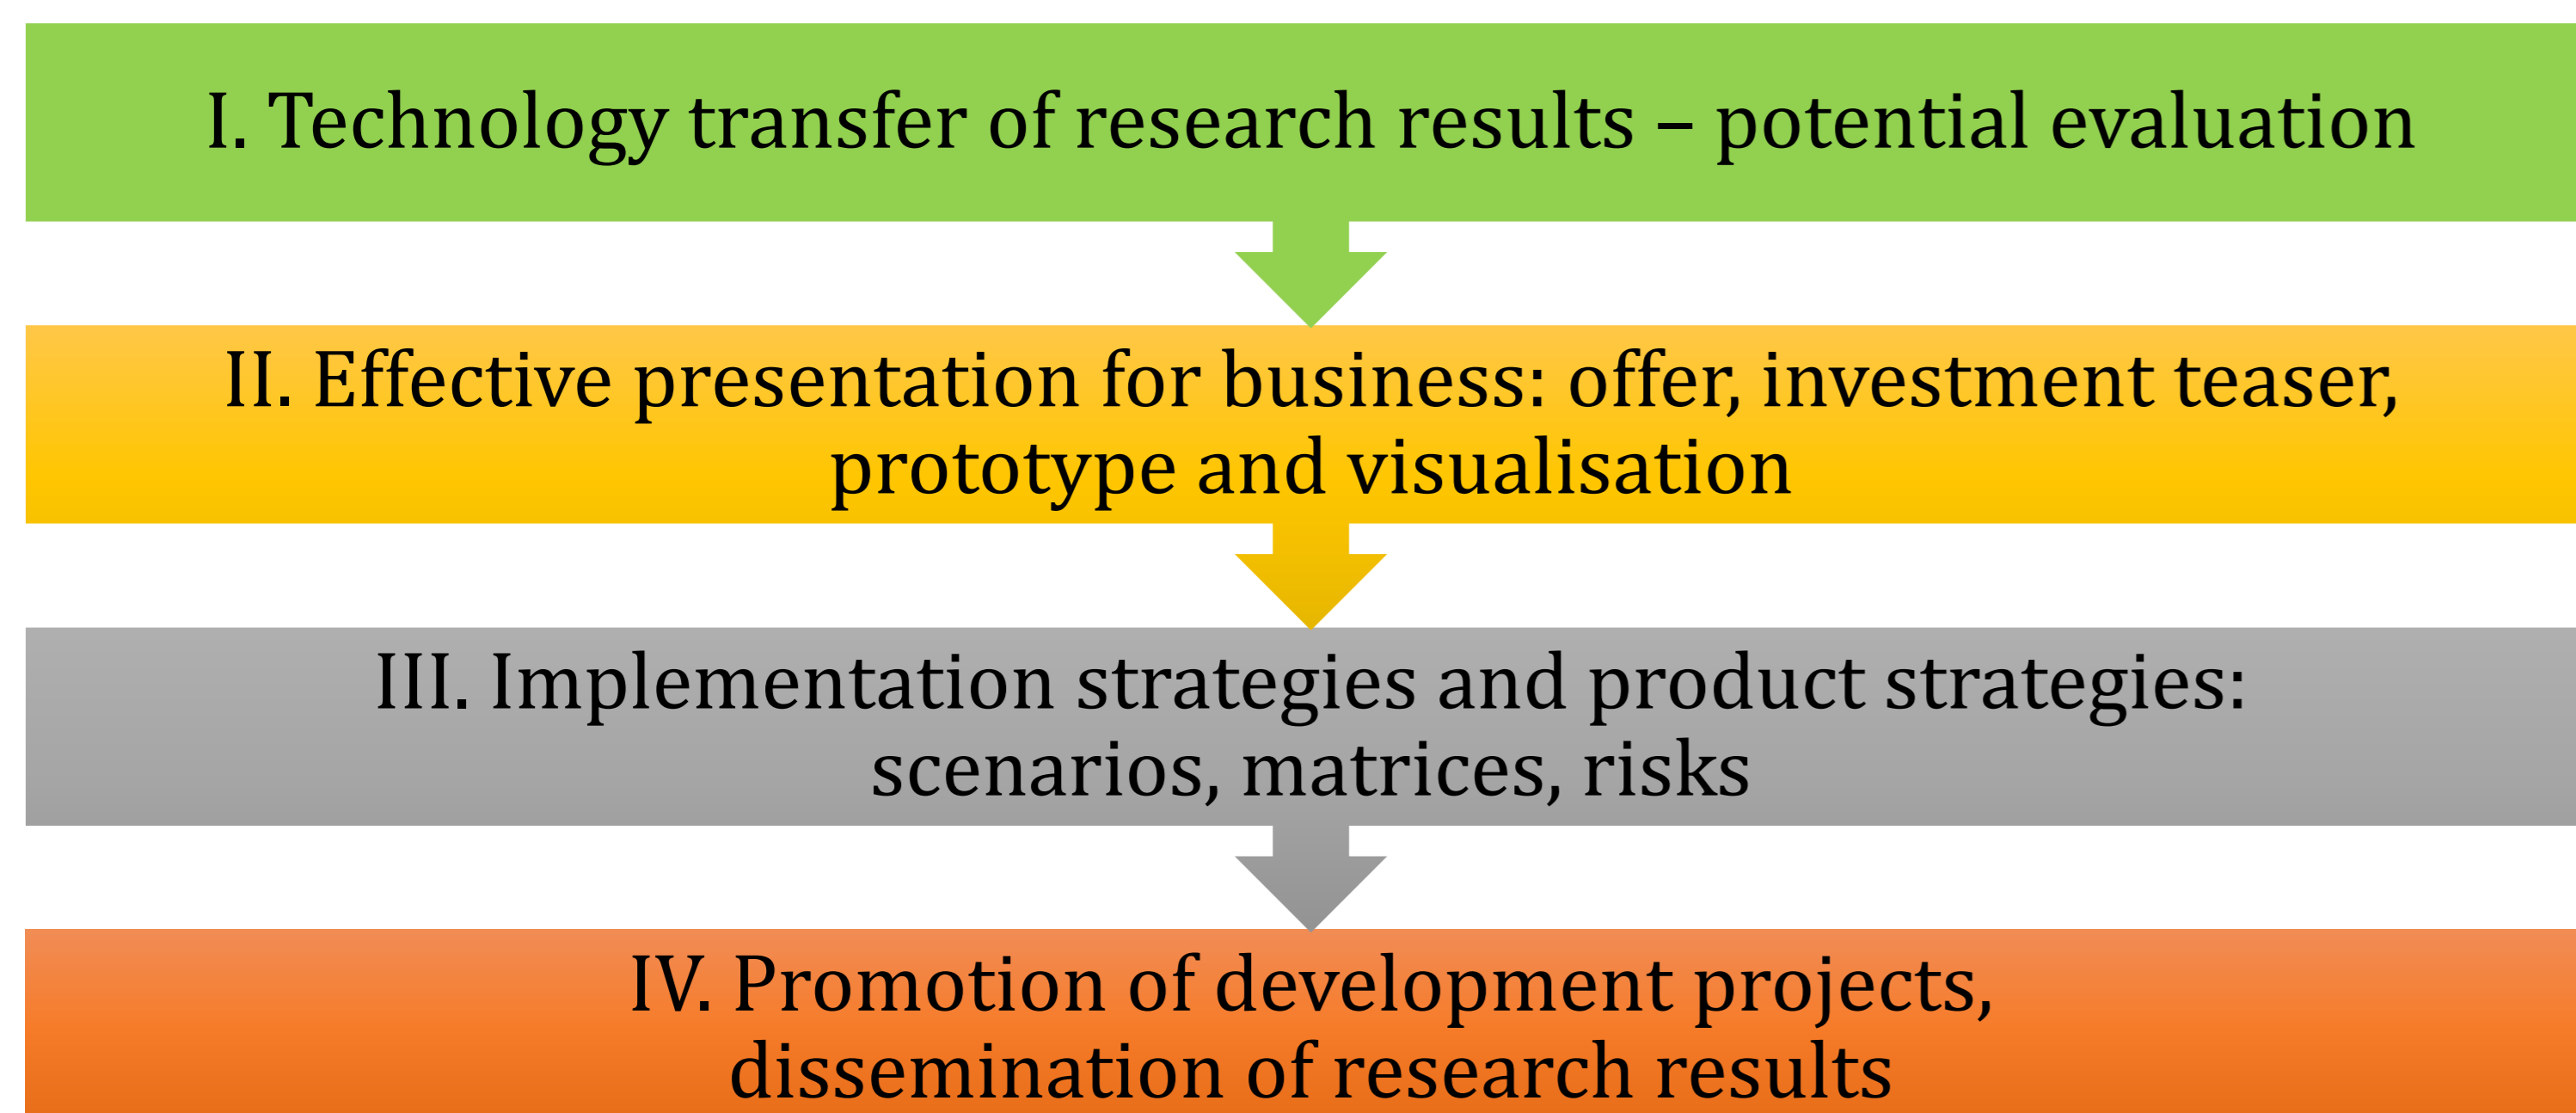 I. Technology transfer of research results – potential evaluation
II. Effective presentation for business: offer, investment teaser,
prototype and visualisation
III. Implementation strategies and product strategies:
scenarios, matrices, risks
IV. Promotion of development projects,
dissemination of research results